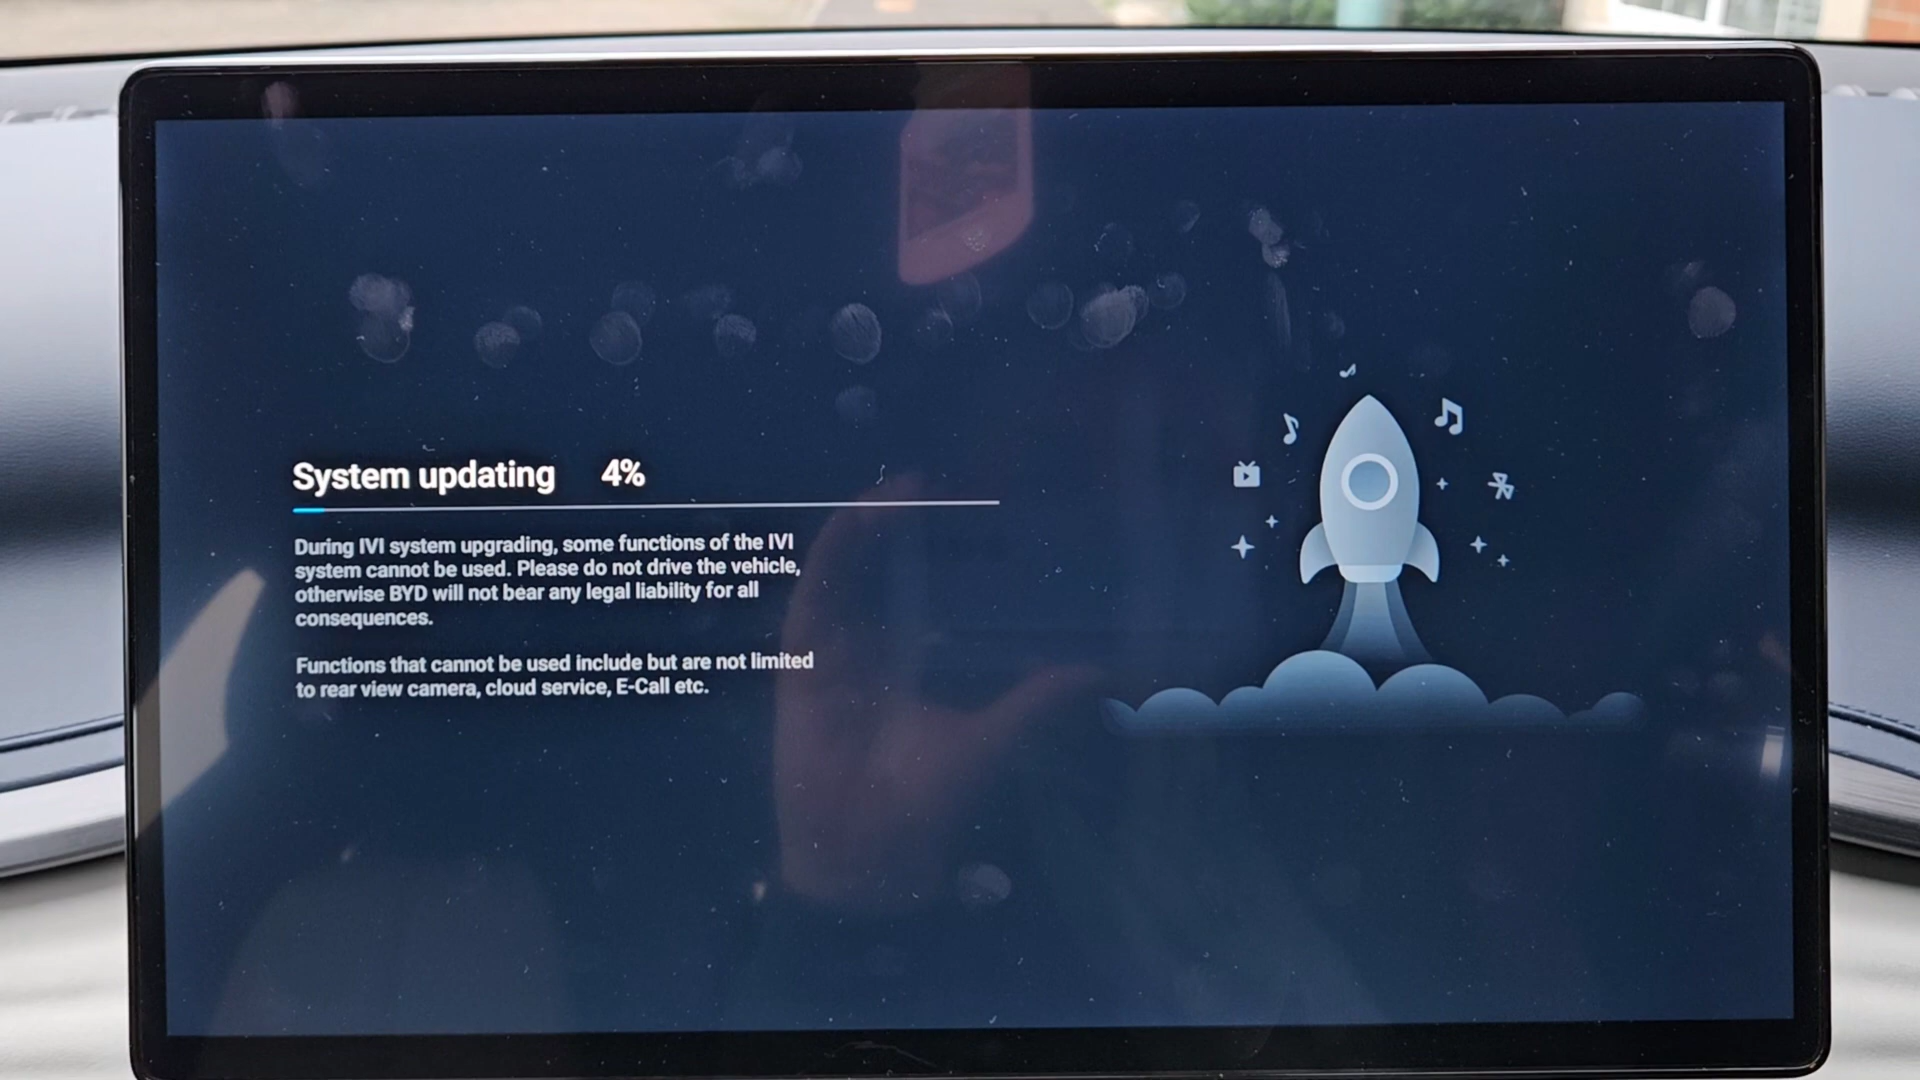 System updating 4%
During IVI system upgrading, some functions of the IVI
system cannot be used. Please do not drive the vehicle,
otherwise BYD will not bear any legal liability for all
consequences.
Functions that cannot be used include but are not limited
to rear view camera, cloud service, E-Call etc.